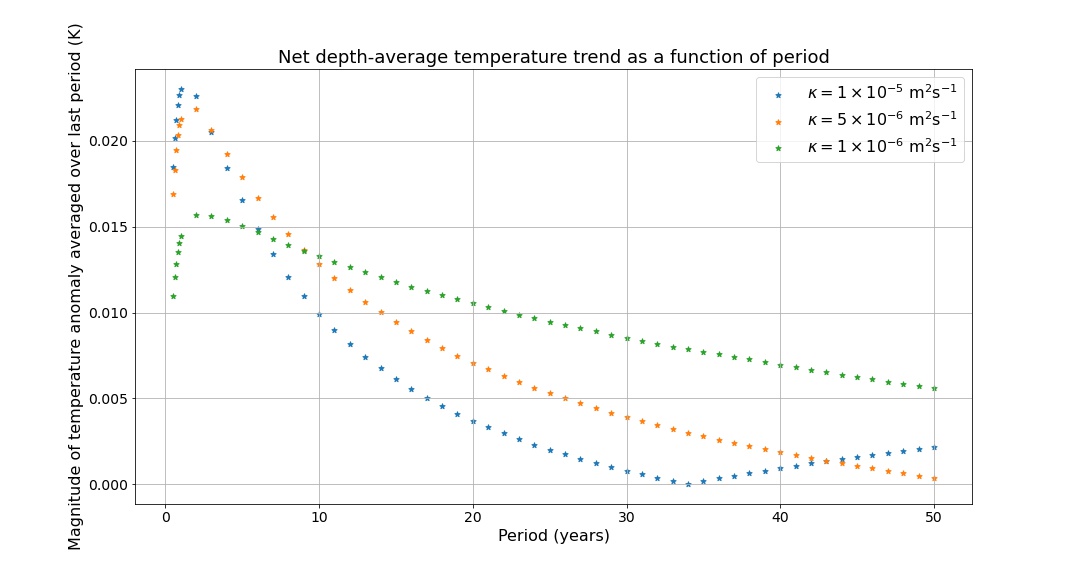 Net depth-average temperature trend as a function of period
Magnitude of temperature anomaly averaged over last period (K)
0.020
0.015
0.010
0.005
0.000
κ = 1 × 10⁻⁵ m²s⁻¹
κ = 5 × 10⁻⁶ m²s⁻¹
κ = 1 × 10⁻⁶ m²s⁻¹
0 10 20 30 40 50
Period (years)